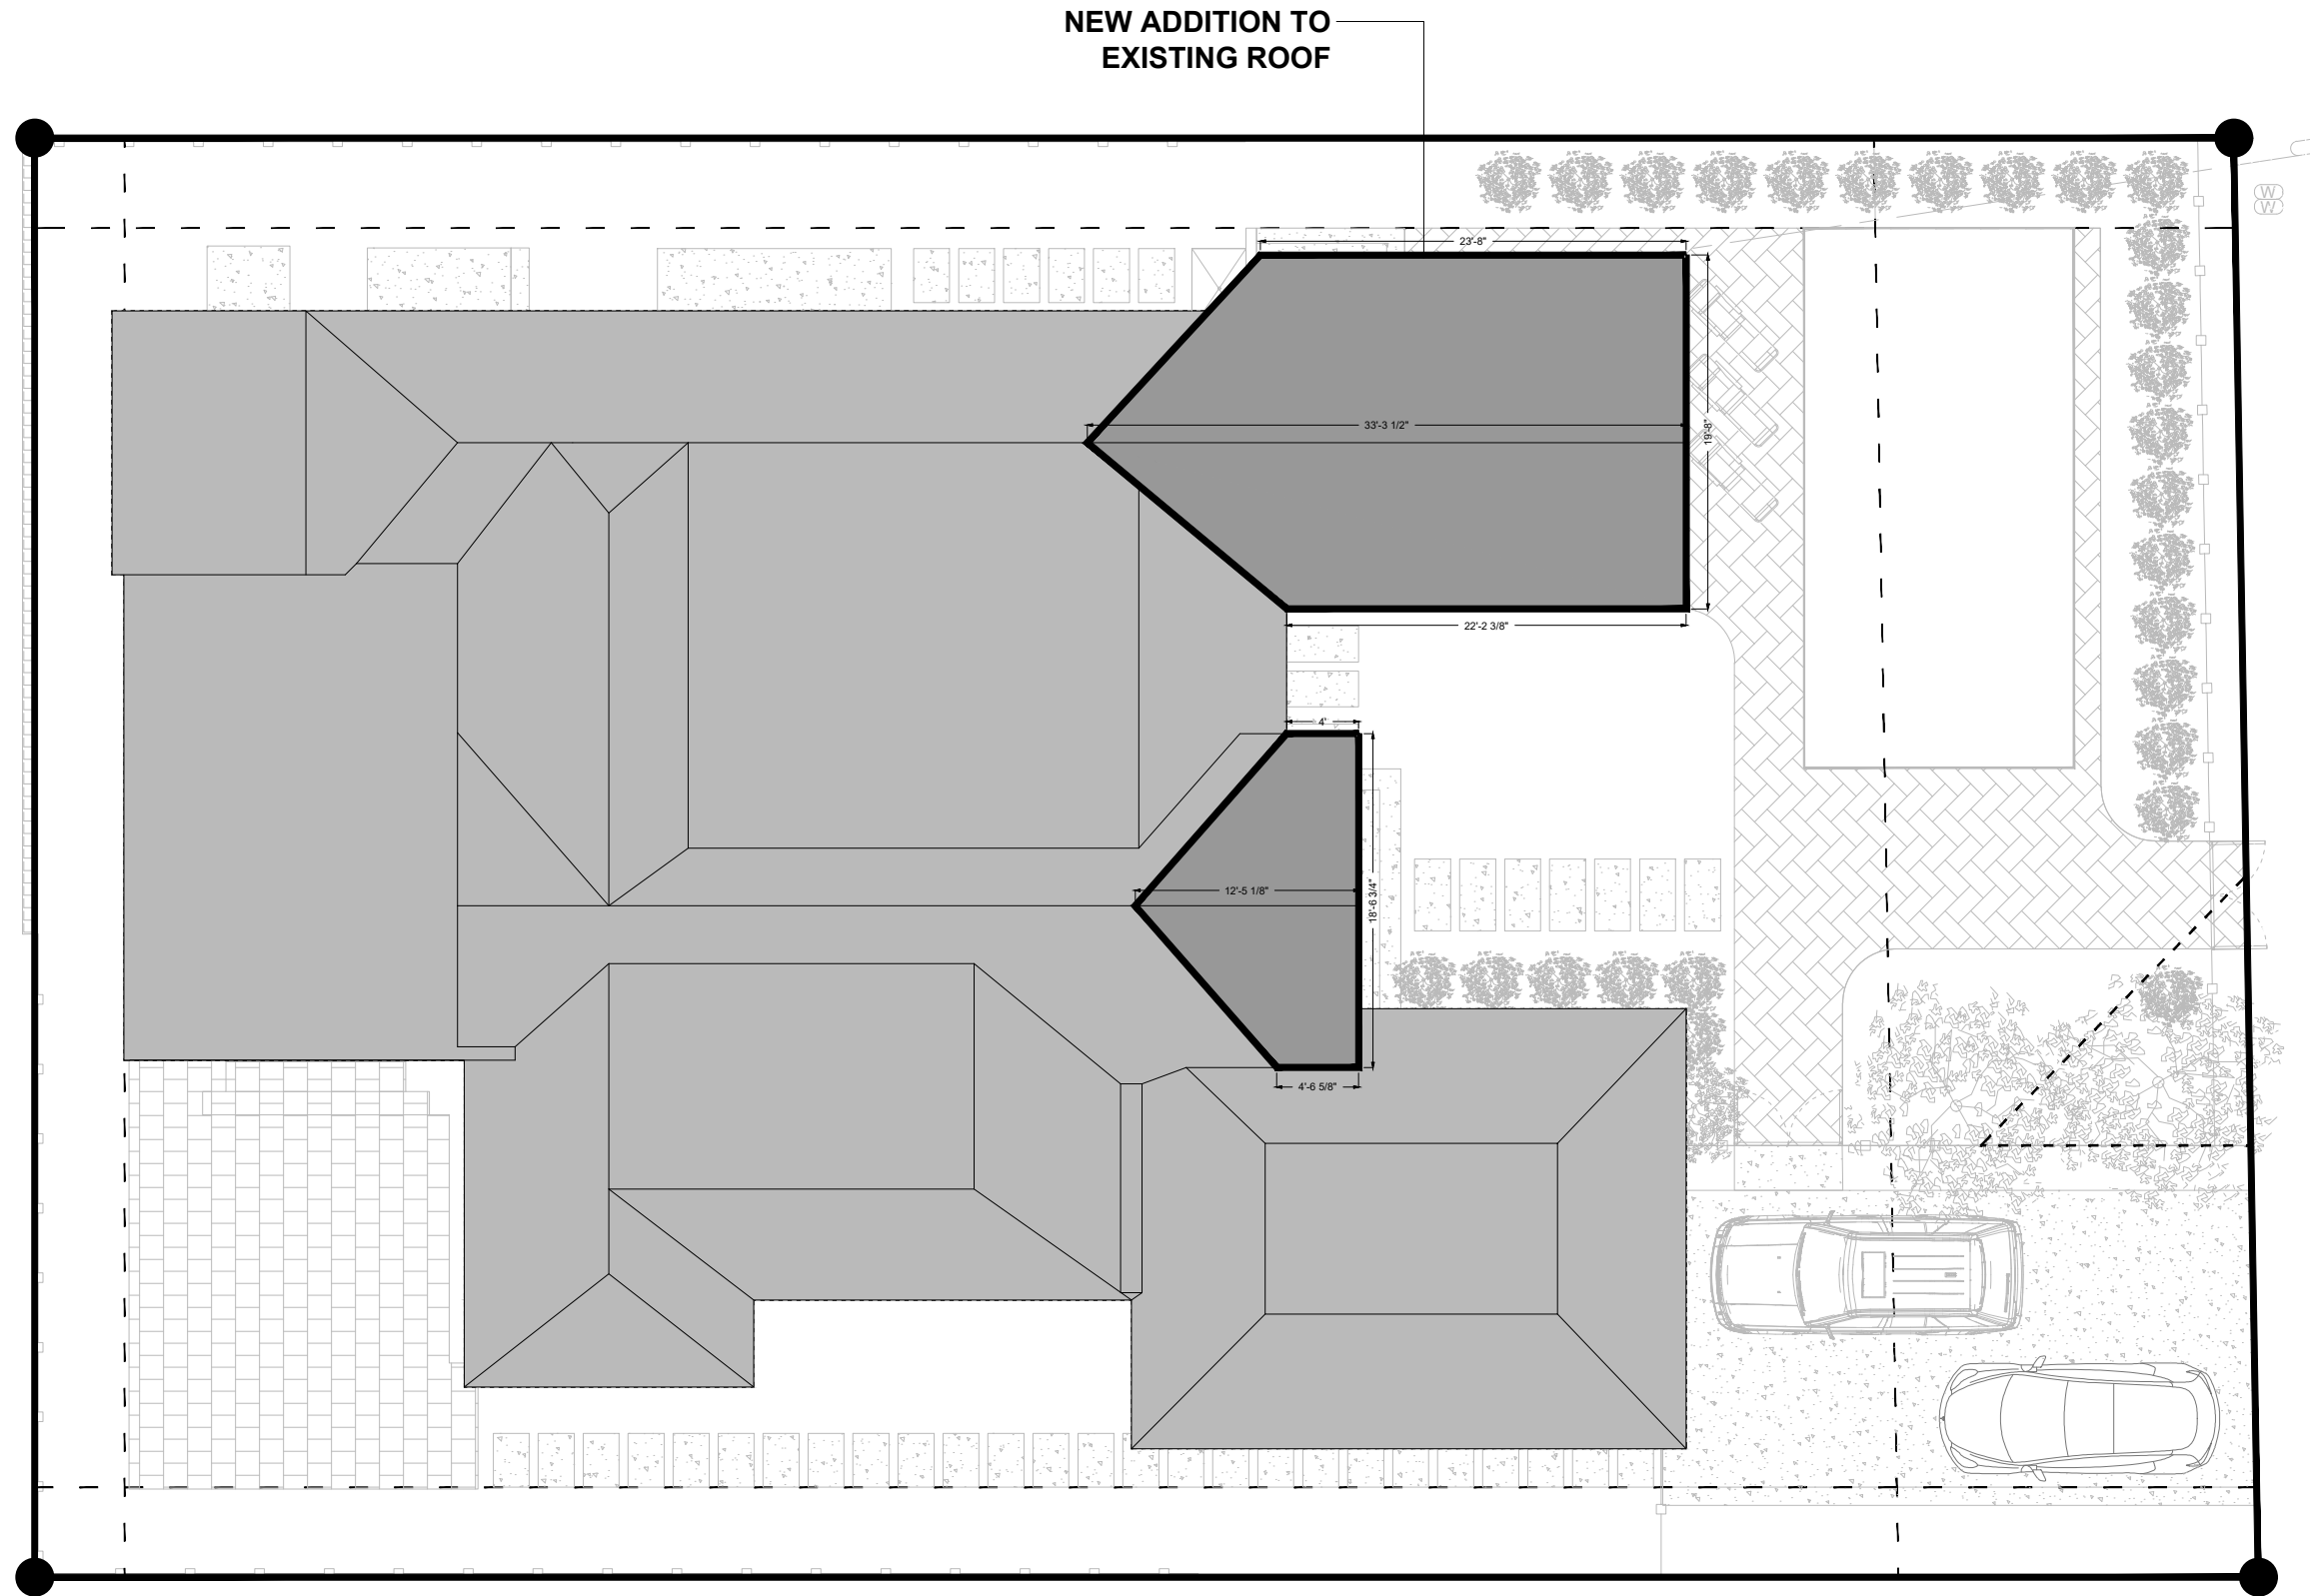 NEW ADDITION TO
EXISTING ROOF
W
W
23'-8"
33'-3 1/2"
19'-8"
22'-2 3/8"
4'
12'-5 1/8"
18'-6 3/4"
4'-6 5/8"